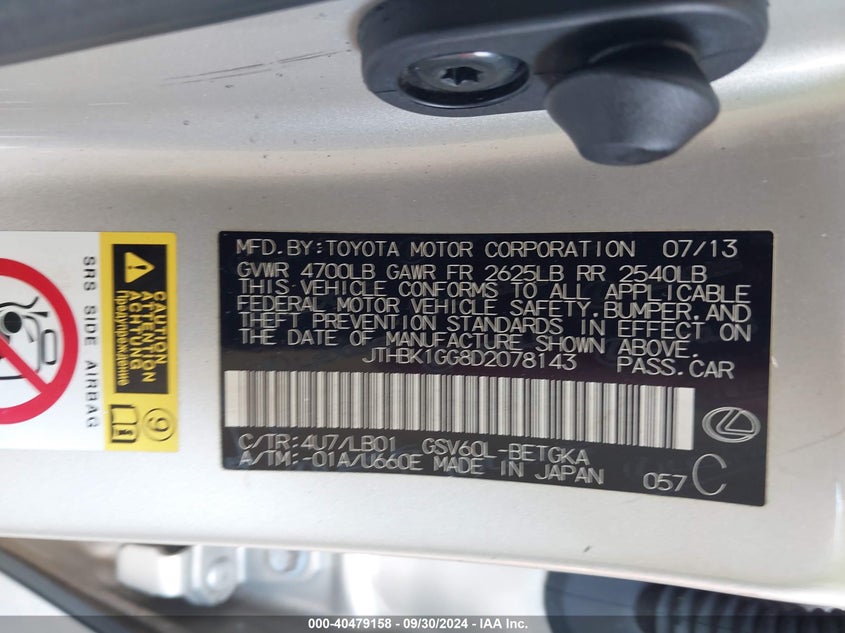 SRS SIDE AIRBAG
CAUTION
ATTENTION
Предупреждение
9
i
MFD. BY: TOYOTA MOTOR CORPORATION 07/13
GVWR 4700LB GAWR FR 2625LB RR 2540LB
THIS VEHICLE CONFORMS TO ALL APPLICABLE
FEDERAL MOTOR VEHICLE SAFETY, BUMPER, AND
THEFT PREVENTION STANDARDS IN EFFECT ON
THE DATE OF MANUFACTURE SHOWN ABOVE.
JTHBK1GG8D2078143 PASS. CAR
C/TR: 4U7/LB01 GSV60L-BETGKA
A/TM: -01A/U660E MADE IN JAPAN 057 C
-40479158 - 09/30/2024 - IAA Inc.